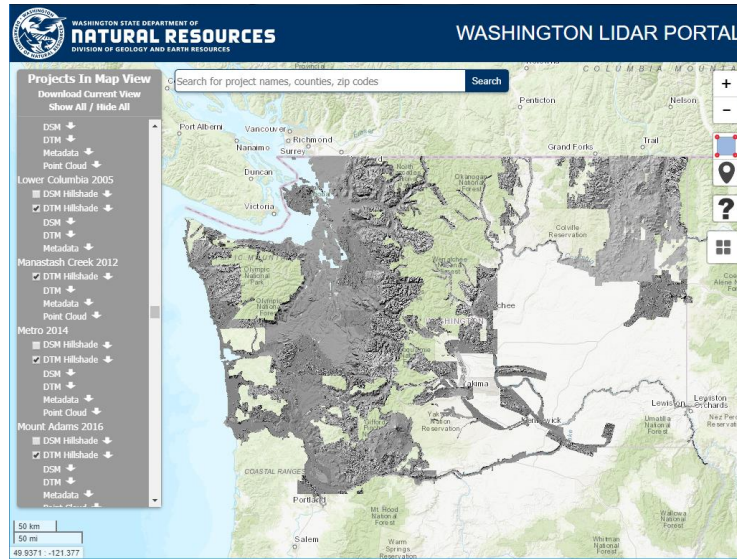 WASHINGTON STATE DEPARTMENT OF
NATURAL RESOURCES
DIVISION OF GEOLOGY AND EARTH RESOURCES
WASHINGTON LIDAR PORTAL
Projects In Map View
Download Current View
Show All / Hide All
Search for project names, counties, zip codes
Search
DSM
DTM
Metadata
Point Cloud
Lower Columbia 2005
DSM Hillshade
DTM Hillshade
DSM
DTM
Metadata
Manastash Creek 2012
DTM Hillshade
DTM
Metadata
Point Cloud
Metro 2014
DSM Hillshade
DTM Hillshade
DSM
DTM
Metadata
Point Cloud
Mount Adams 2016
DSM Hillshade
DTM Hillshade
DSM
DTM
Metadata
Point Cloud
+
−
?
COLUMBIA
Penticton
Nelson
Port Alberni
Vancouver
Richmond
Nanaimo
Surrey
Grand Forks
Trail
Duncan
Victoria
Colville
Reservation
Olympic
National
Park
Okanogan
National
Forest
Lewiston
Umatilla
National
Forest
COASTAL RANGES
Portland
Mt Hood
National
Forest
Salem
Warm
Springs
Reservation
Wallowa
National
Forest
Whitman
National
Forest
50 km
50 mi
49.9371 : -121.377